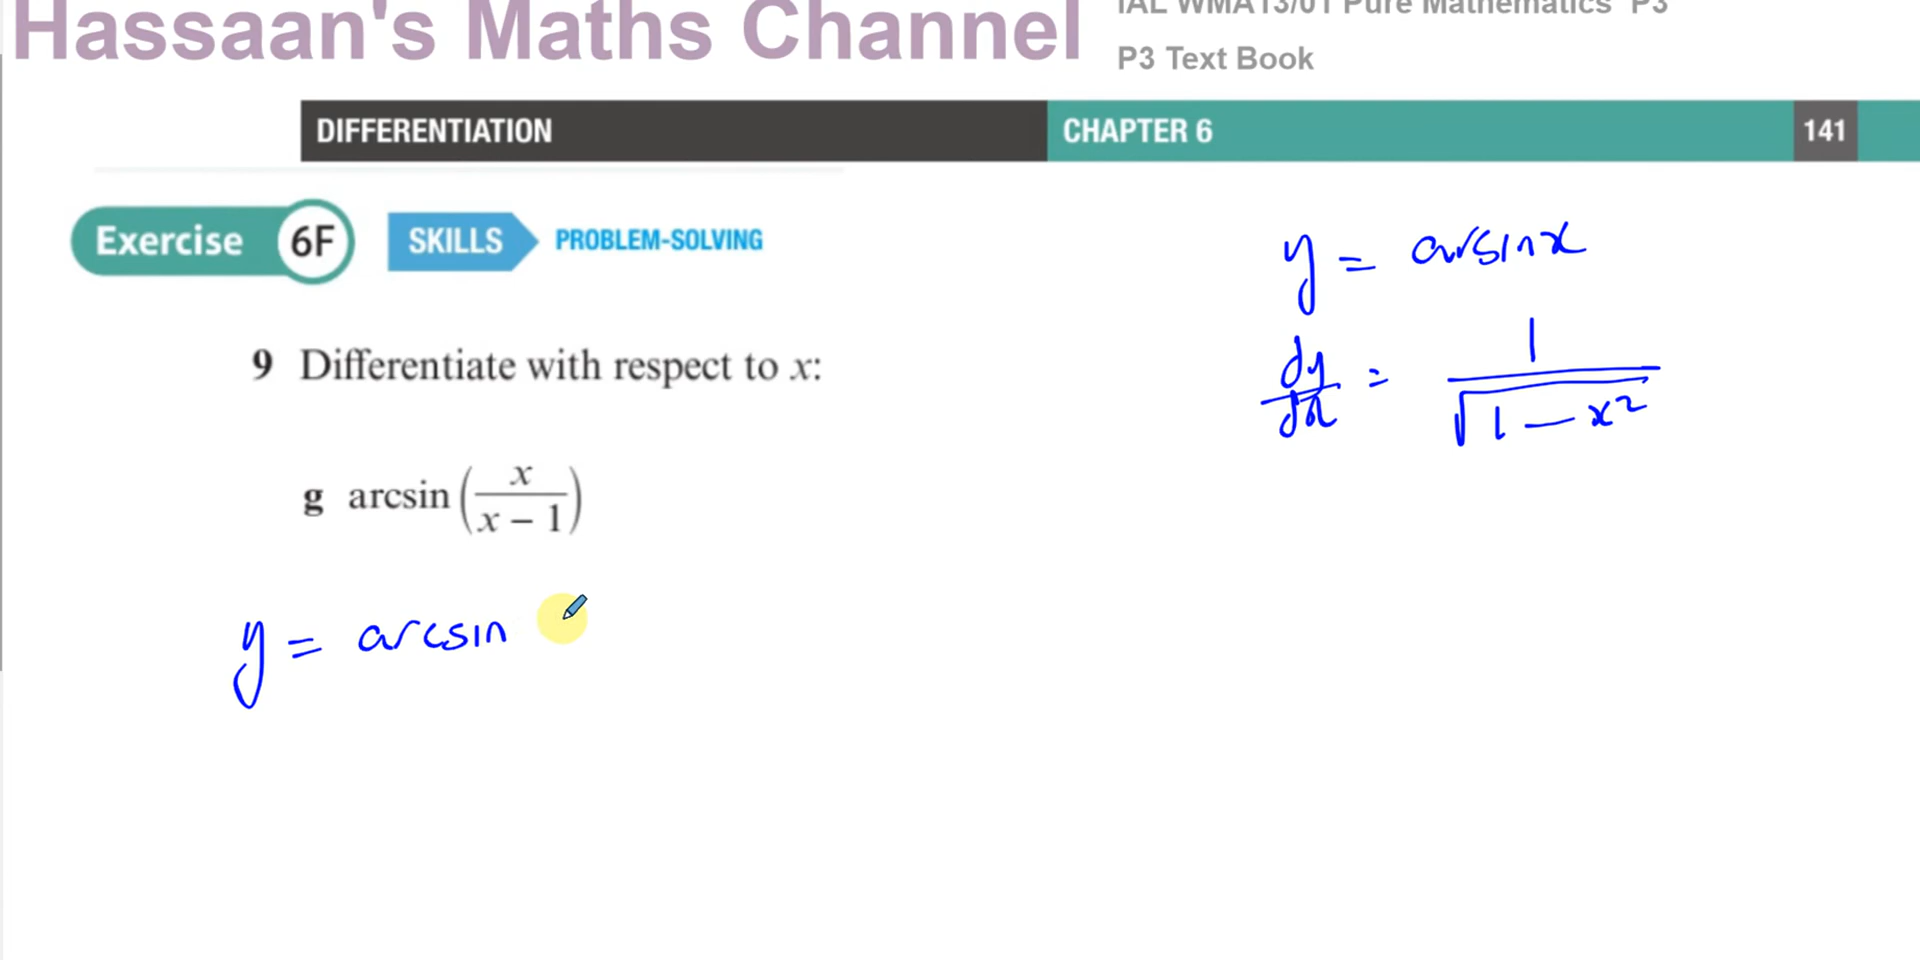 Hassaan's Maths Channel
IAL WMA13/01 Pure Mathematics P3
P3 Text Book
DIFFERENTIATION CHAPTER 6 141
Exercise 6F SKILLS PROBLEM-SOLVING
9 Differentiate with respect to x:
g arcsin(x/(x − 1))
y = arcsin
y = arsinx
dy/dx = 1/√(1 − x²)